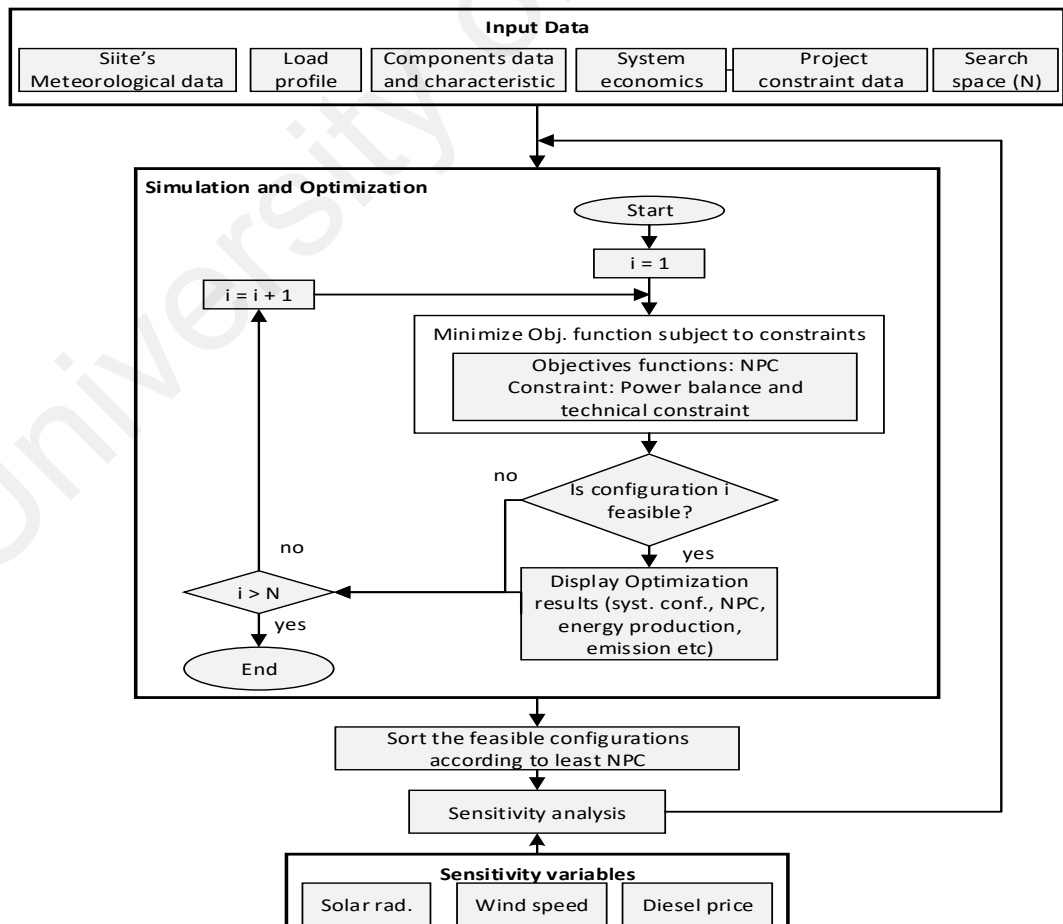 Input Data
Siite's
Meteorological data
Load
profile
Components data
and characteristic
System
economics
Project
constraint data
Search
space (N)
Simulation and Optimization
Start
i = 1
i = i + 1
Minimize Obj. function subject to constraints
Objectives functions: NPC
Constraint: Power balance and
technical constraint
no
Is configuration i
feasible?
yes
no
Display Optimization
results (syst. conf., NPC,
energy production,
emission etc)
i > N
yes
End
Sort the feasible configurations
according to least NPC
Sensitivity analysis
Sensitivity variables
Solar rad.
Wind speed
Diesel price
University o